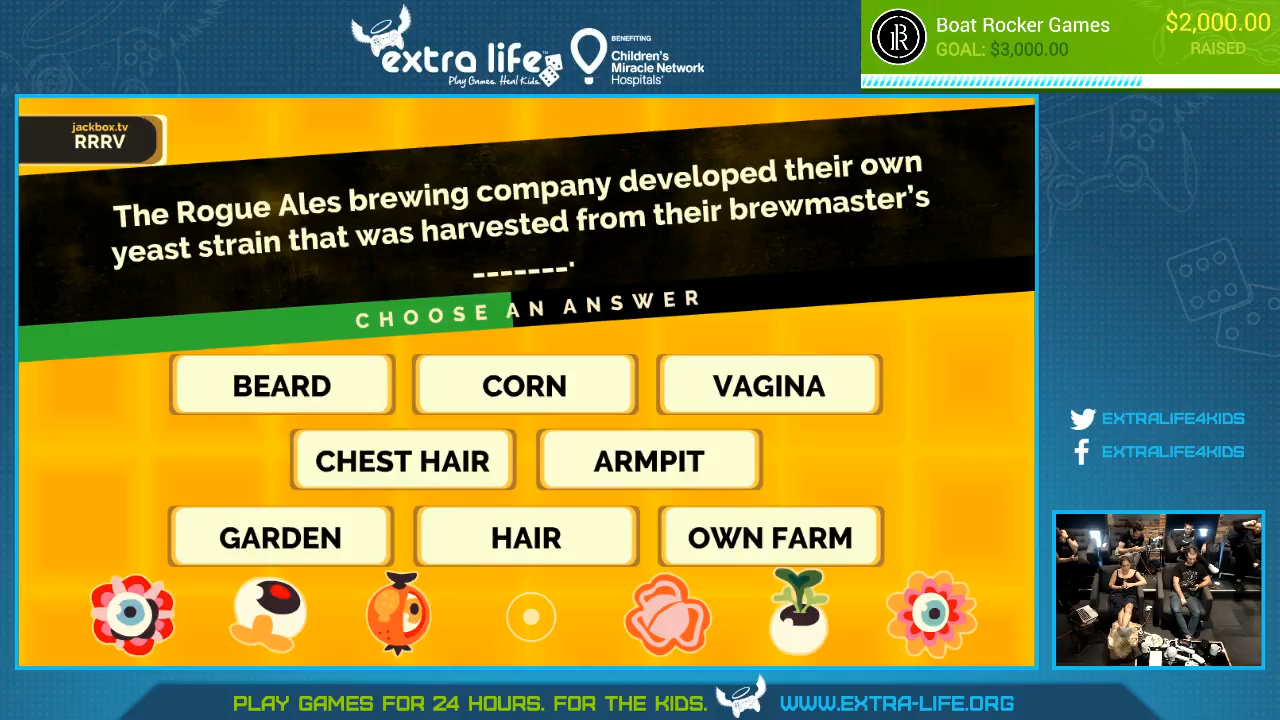 extra life™
Play Games. Heal Kids.
BENEFITING
Children's
Miracle Network
Hospitals®
Boat Rocker Games
GOAL: $3,000.00
$2,000.00
RAISED
jackbox.tv
RRRV
The Rogue Ales brewing company developed their own
yeast strain that was harvested from their brewmaster’s
_______.
CHOOSE AN ANSWER
BEARD
CORN
VAGINA
CHEST HAIR
ARMPIT
GARDEN
HAIR
OWN FARM
EXTRALIFE4KIDS
EXTRALIFE4KIDS
PLAY GAMES FOR 24 HOURS. FOR THE KIDS.
WWW.EXTRA-LIFE.ORG